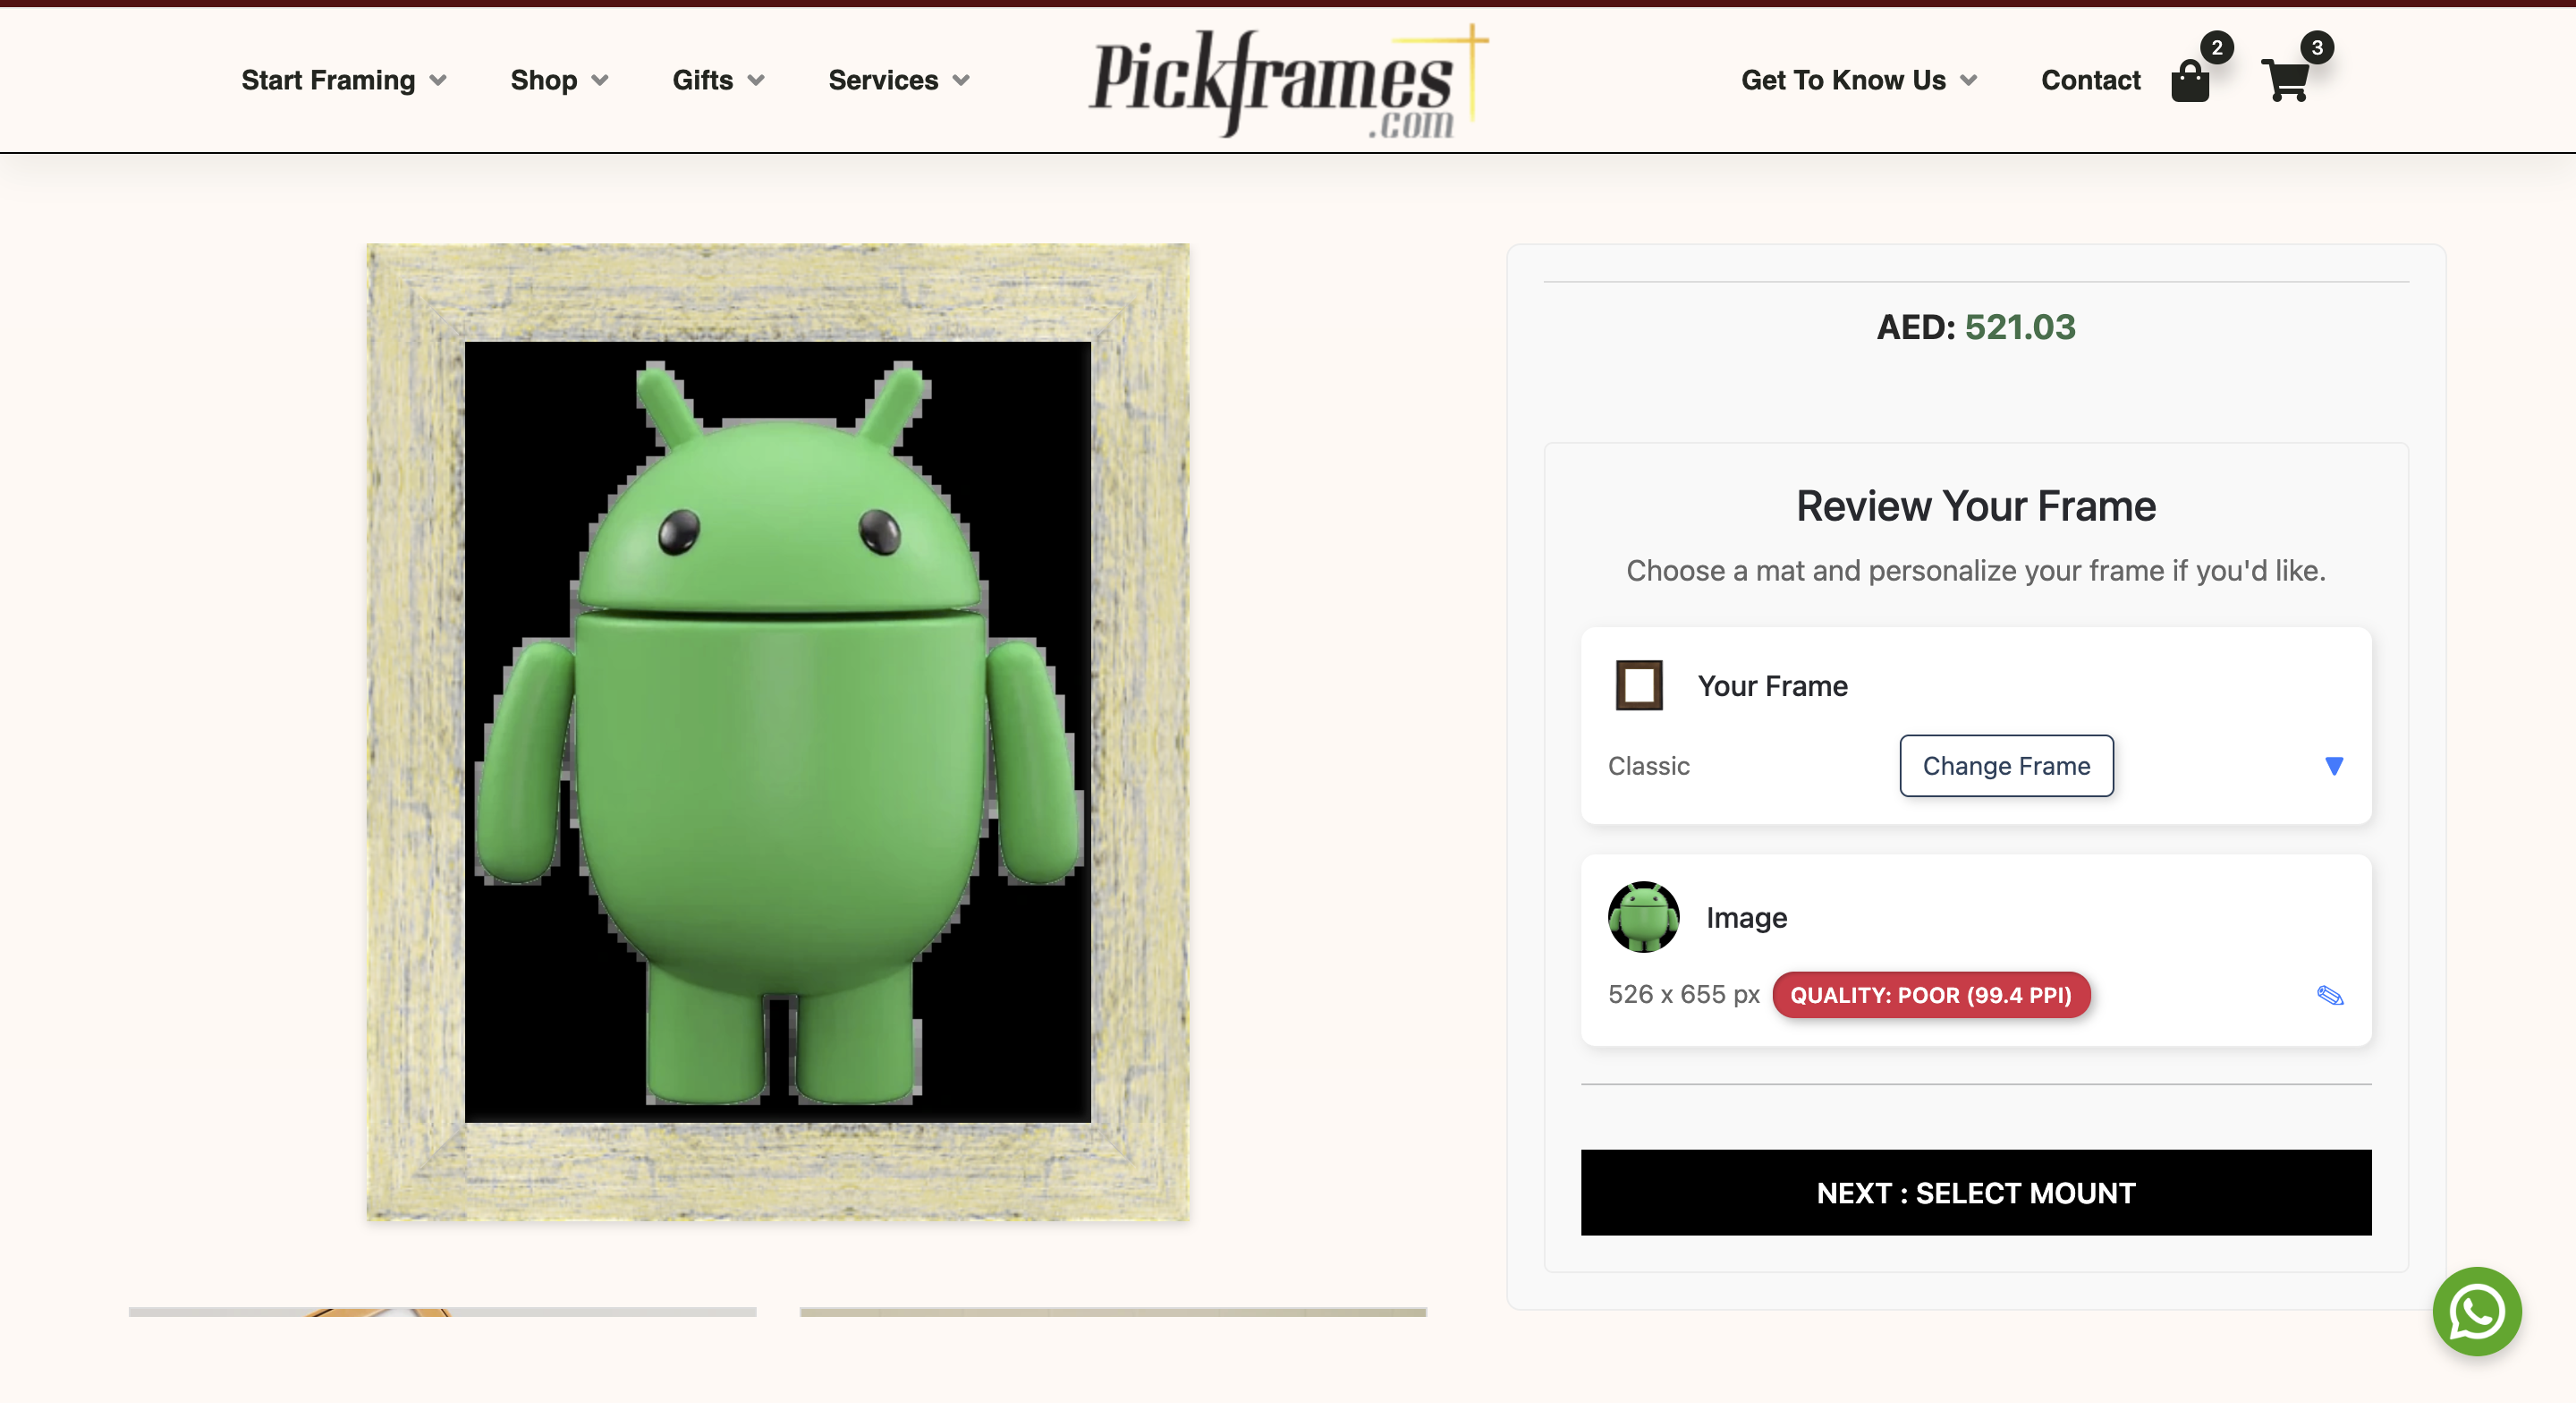 Start Framing
Shop
Gifts
Services
Pickframes
.com
Get To Know Us
Contact
2
3
AED: 521.03
Review Your Frame
Choose a mat and personalize your frame if you'd like.
Your Frame
Classic
Change Frame
Image
526 x 655 px
QUALITY: POOR (99.4 PPI)
NEXT : SELECT MOUNT